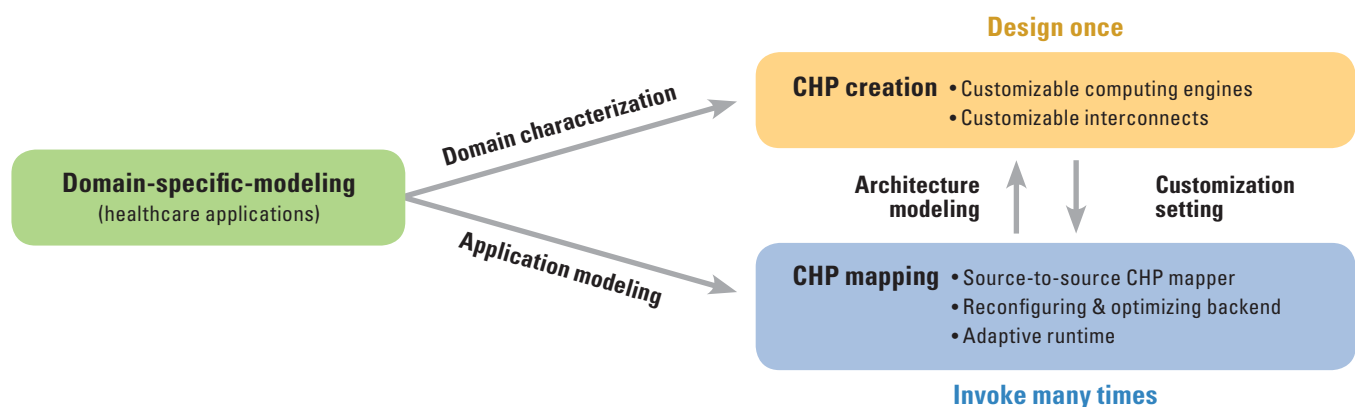 Design once
CHP creation • Customizable computing engines
• Customizable interconnects
Domain characterization
Domain-specific-modeling
(healthcare applications)
Architecture
modeling
Customization
setting
Application modeling
CHP mapping • Source-to-source CHP mapper
• Reconfiguring & optimizing backend
• Adaptive runtime
Invoke many times